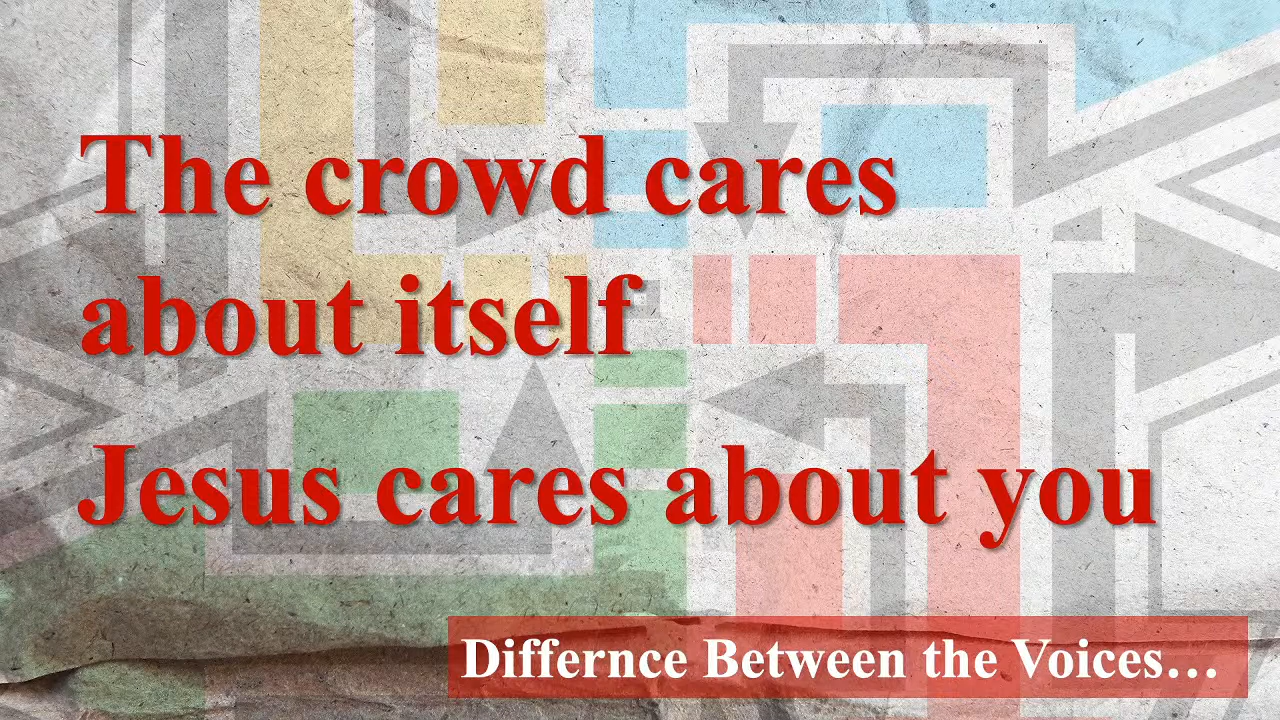 The crowd cares
about itself
Jesus cares about you
Differnce Between the Voices…